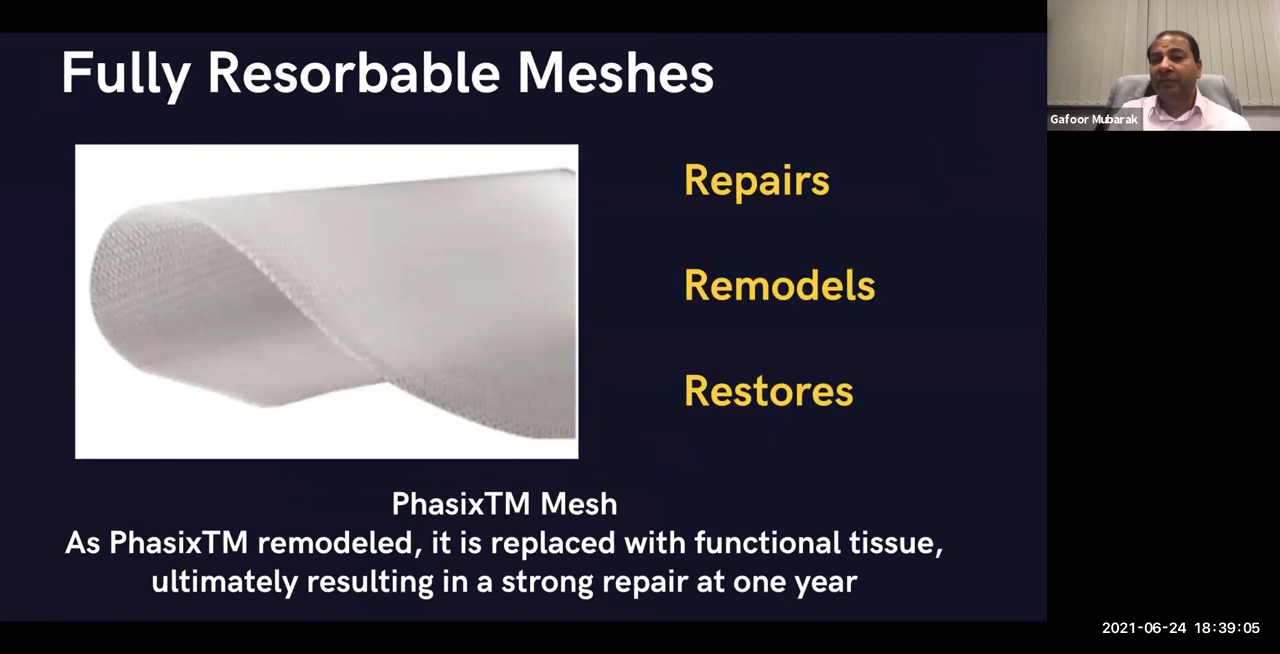 Fully Resorbable Meshes
Gafoor Mubarak
Repairs
Remodels
Restores
PhasixTM Mesh
As PhasixTM remodeled, it is replaced with functional tissue,
ultimately resulting in a strong repair at one year
2021-06-24 18:39:05